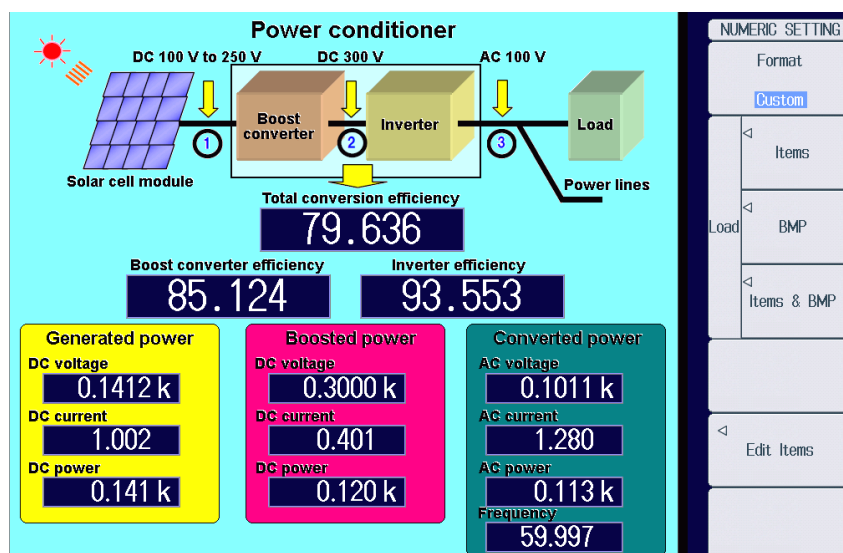 Power conditioner
NUMERIC SETTING
DC 100 V to 250 V
DC 300 V
AC 100 V
Format
Custom
Boost
converter
Inverter
Load
1
2
3
Items
Solar cell module
Power lines
Load
BMP
Total conversion efficiency
79.636
Boost converter efficiency
Inverter efficiency
85.124
93.553
Items & BMP
Generated power
Boosted power
Converted power
DC voltage
DC voltage
AC voltage
0.1412 k
0.3000 k
0.1011 k
DC current
DC current
AC current
1.002
0.401
1.280
Edit Items
DC power
DC power
AC power
0.141 k
0.120 k
0.113 k
Frequency
59.997